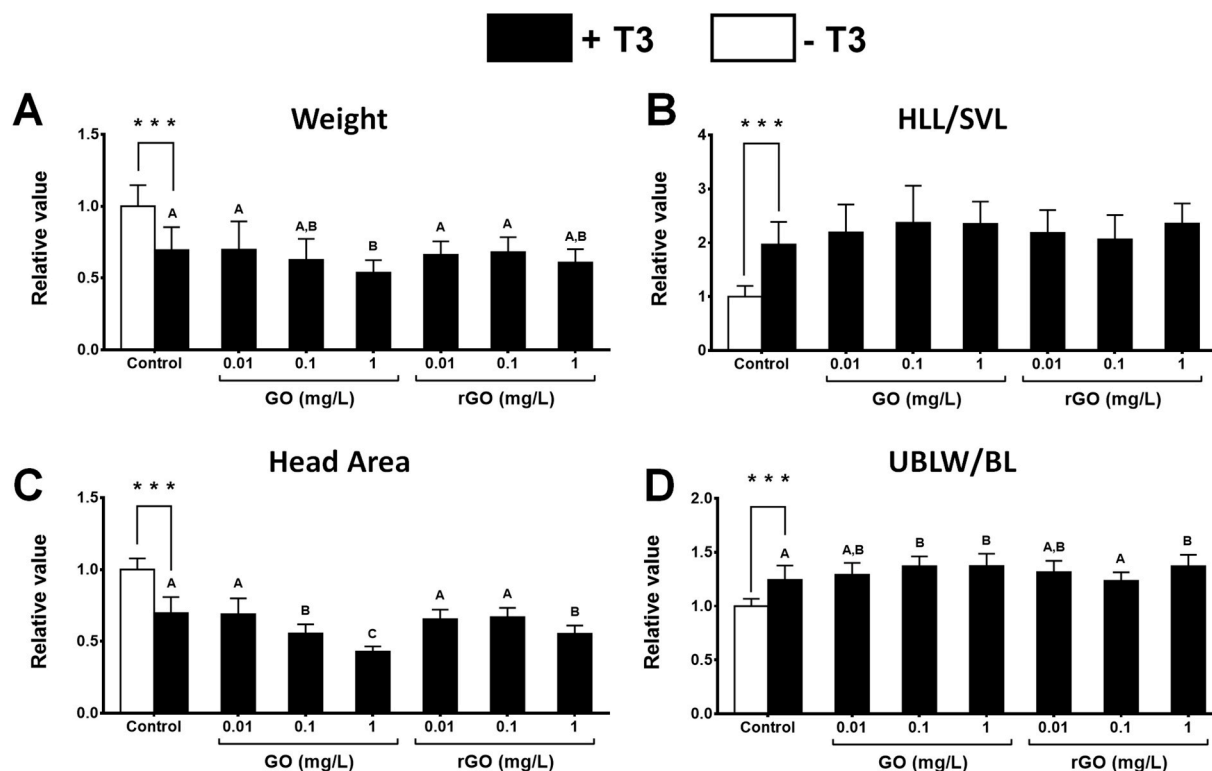 + T3 - T3
A Weight
* * *
Relative value
1.5
1.0
0.5
0.0
A A A,B B A A A,B
Control 0.01 0.1 1 0.01 0.1 1
GO (mg/L) rGO (mg/L)
B HLL/SVL
* * *
Relative value
4
3
2
1
0
Control 0.01 0.1 1 0.01 0.1 1
GO (mg/L) rGO (mg/L)
C Head Area
* * *
Relative value
1.5
1.0
0.5
0.0
A A B C A A B
Control 0.01 0.1 1 0.01 0.1 1
GO (mg/L) rGO (mg/L)
D UBLW/BL
* * *
Relative value
2.0
1.5
1.0
0.5
0.0
A A,B B B A,B A B
Control 0.01 0.1 1 0.01 0.1 1
GO (mg/L) rGO (mg/L)